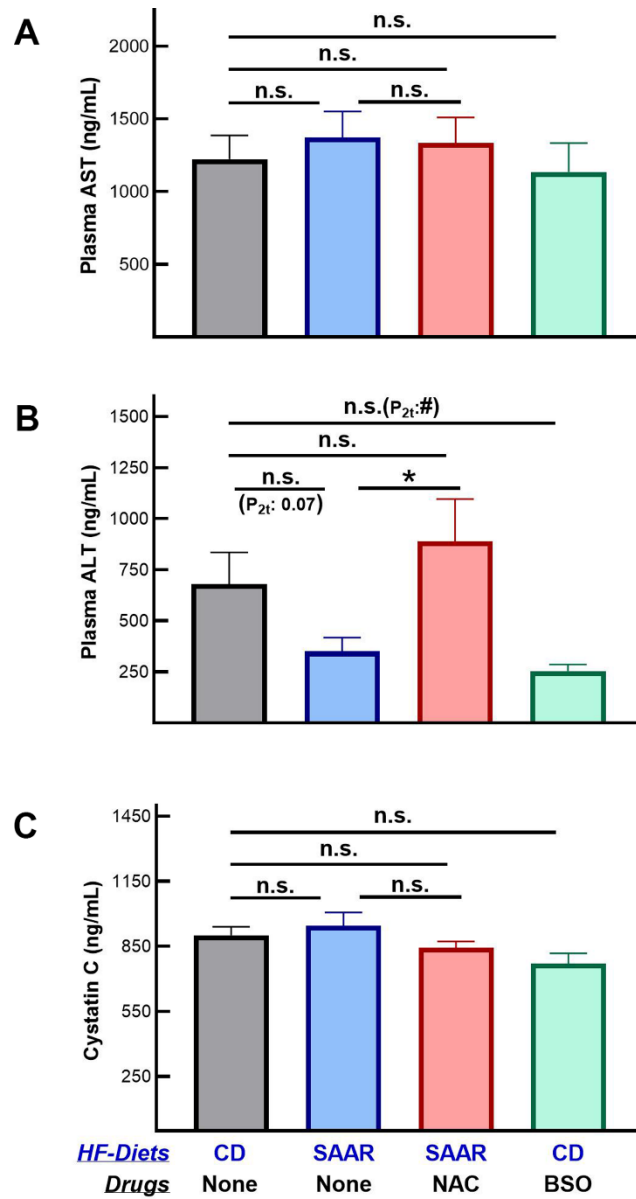 A
Plasma AST (ng/mL)
2000
1500
1000
500
n.s.
n.s.
n.s.
n.s.
B
Plasma ALT (ng/mL)
1500
1250
1000
750
500
250
n.s.(P2t:#)
n.s.
n.s.
(P2t: 0.07)
*
C
Cystatin C (ng/mL)
1450
1150
850
550
250
n.s.
n.s.
n.s.
n.s.
HF-Diets CD SAAR SAAR CD
Drugs None None NAC BSO